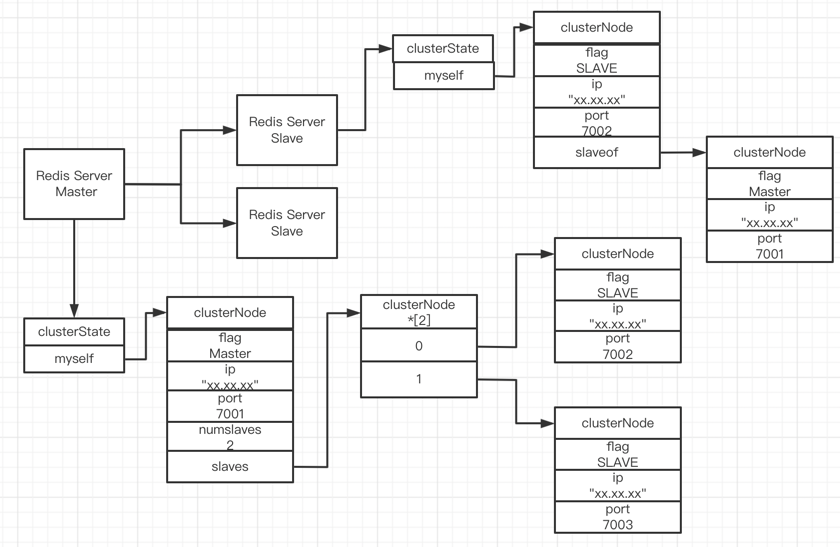 clusterNode
flag
SLAVE
ip
"xx.xx.xx"
port
7002
slaveof
clusterState
myself
Redis Server
Slave
Redis Server
Master
Redis Server
Slave
clusterNode
flag
Master
ip
"xx.xx.xx"
port
7001
clusterState
myself
clusterNode
flag
Master
ip
"xx.xx.xx"
port
7001
numslaves
2
slaves
clusterNode
*[2]
0
1
clusterNode
flag
SLAVE
ip
"xx.xx.xx"
port
7002
clusterNode
flag
SLAVE
ip
"xx.xx.xx"
port
7003